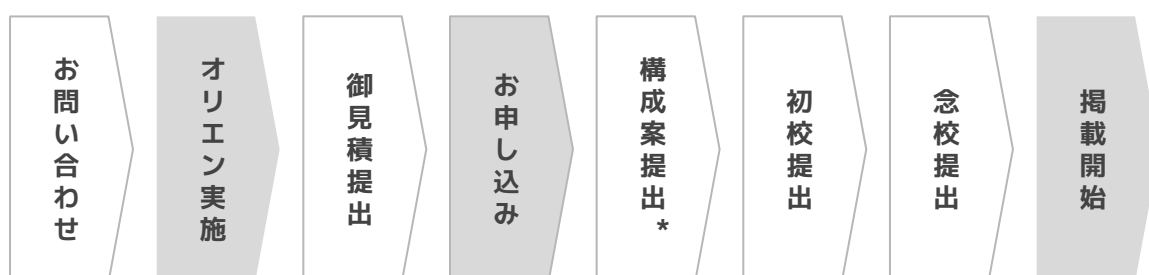 お問い合わせ
オリエン実施
御見積提出
お申し込み
構成案提出*
初校提出
念校提出
掲載開始